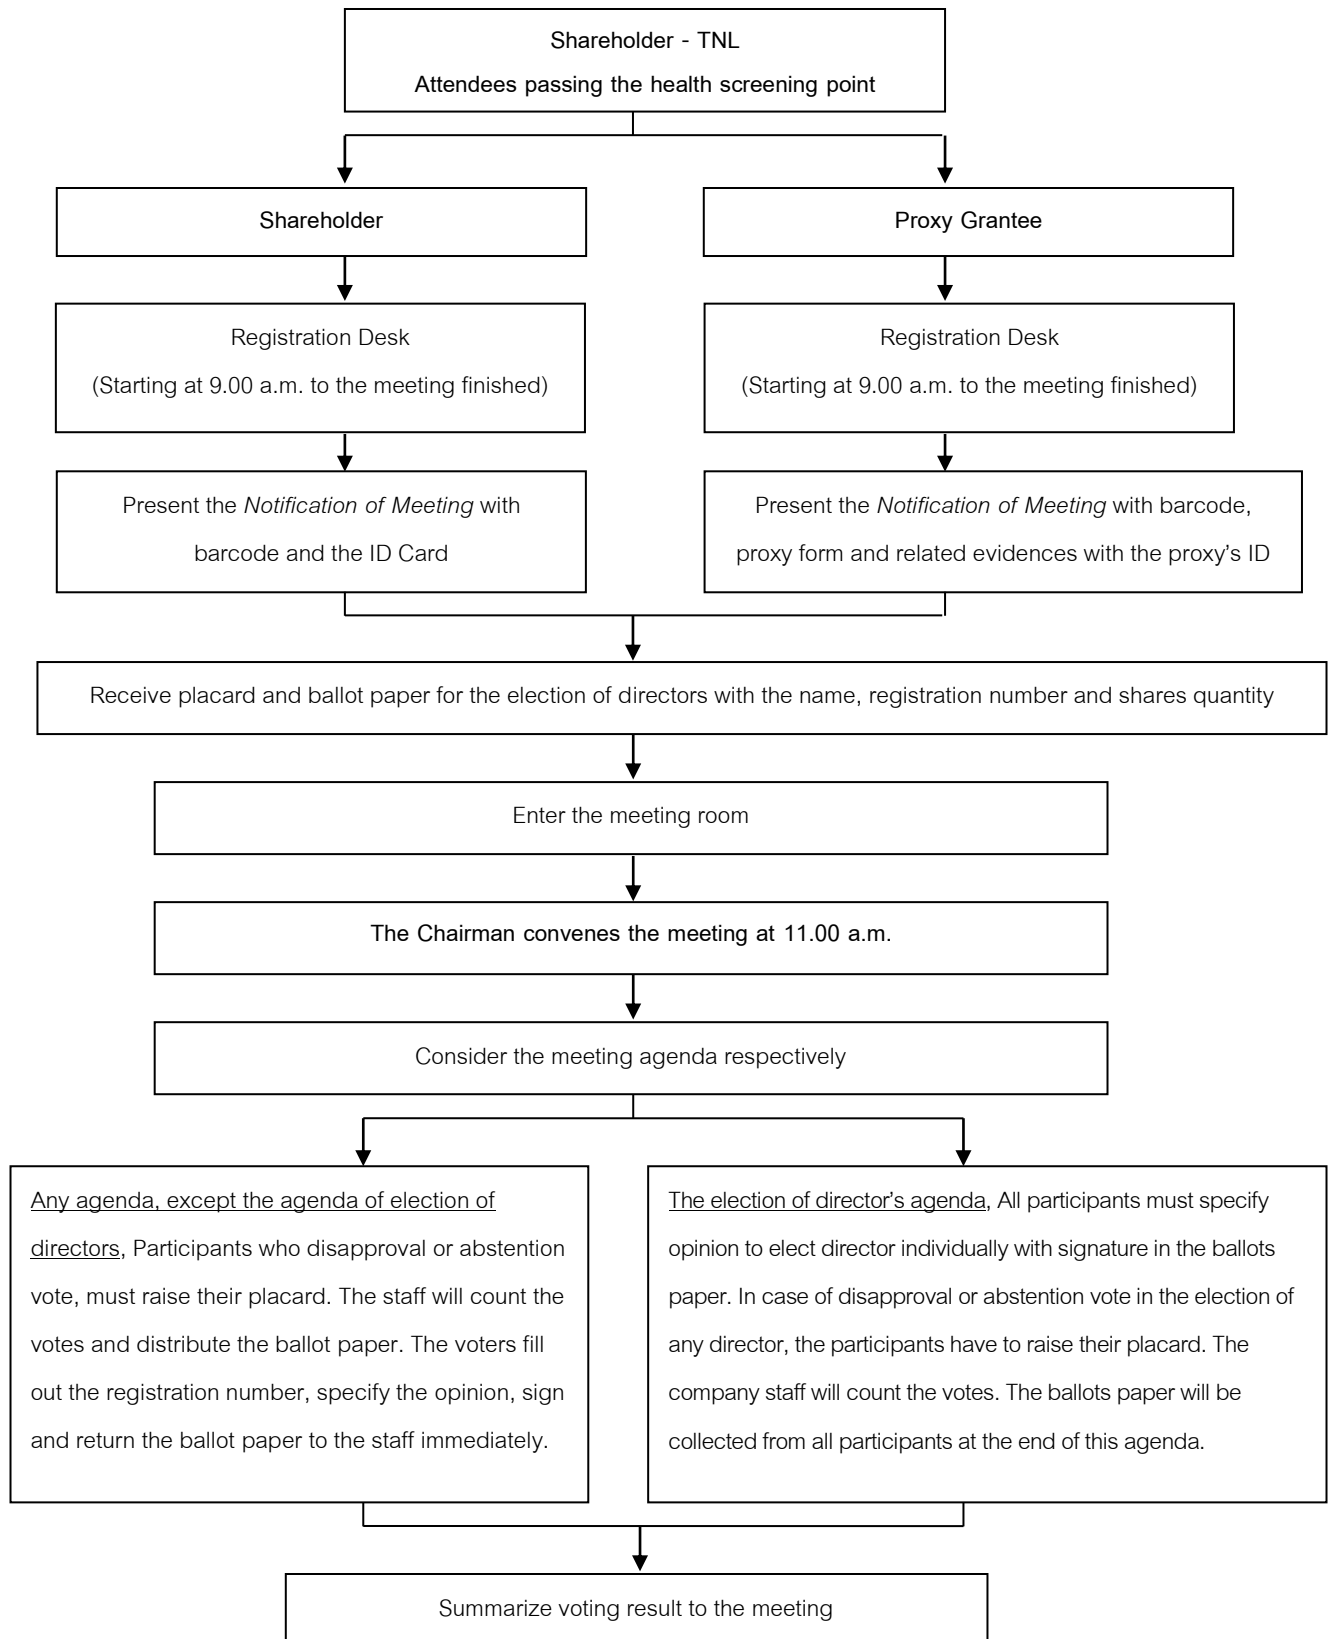 Shareholder - TNL
Attendees passing the health screening point
Shareholder
Proxy Grantee
Registration Desk
(Starting at 9.00 a.m. to the meeting finished)
Registration Desk
(Starting at 9.00 a.m. to the meeting finished)
Present the Notification of Meeting with
barcode and the ID Card
Present the Notification of Meeting with barcode,
proxy form and related evidences with the proxy's ID
Receive placard and ballot paper for the election of directors with the name, registration number and shares quantity
Enter the meeting room
The Chairman convenes the meeting at 11.00 a.m.
Consider the meeting agenda respectively
Any agenda, except the agenda of election of
directors, Participants who disapproval or abstention
vote, must raise their placard. The staff will count the
votes and distribute the ballot paper. The voters fill
out the registration number, specify the opinion, sign
and return the ballot paper to the staff immediately.
The election of director's agenda, All participants must specify
opinion to elect director individually with signature in the ballots
paper. In case of disapproval or abstention vote in the election of
any director, the participants have to raise their placard. The
company staff will count the votes. The ballots paper will be
collected from all participants at the end of this agenda.
Summarize voting result to the meeting